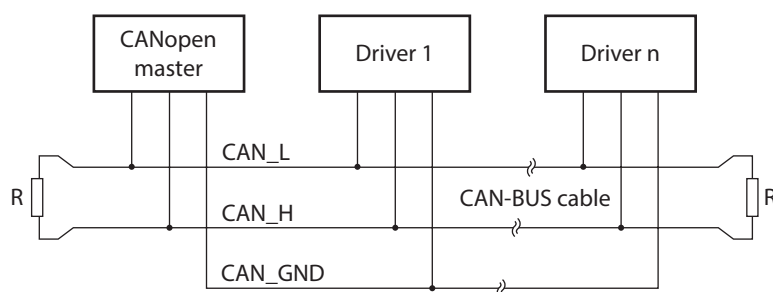 CANopen
master
Driver 1
Driver n
CAN_L
R
CAN-BUS cable
R
CAN_H
CAN_GND